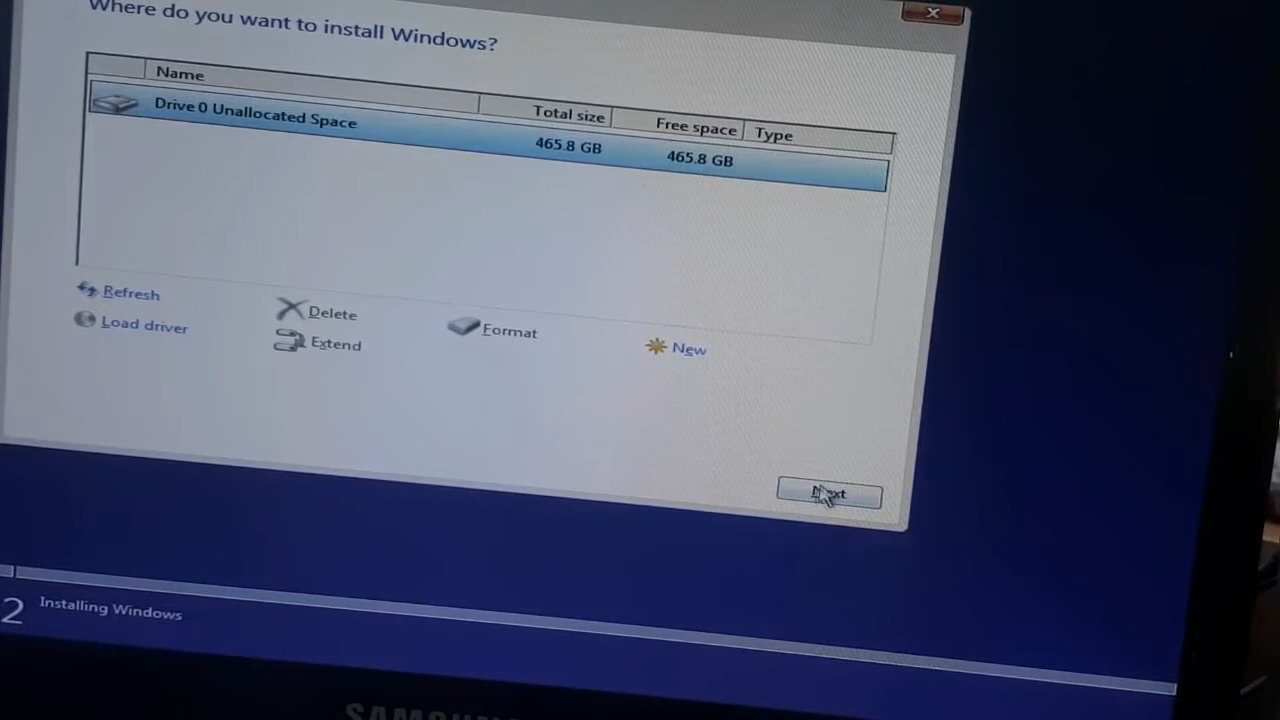 Where do you want to install Windows?
Name Total size Free space Type
Drive 0 Unallocated Space 465.8 GB 465.8 GB
Refresh Delete Format New
Load driver Extend
Next
2 Installing Windows